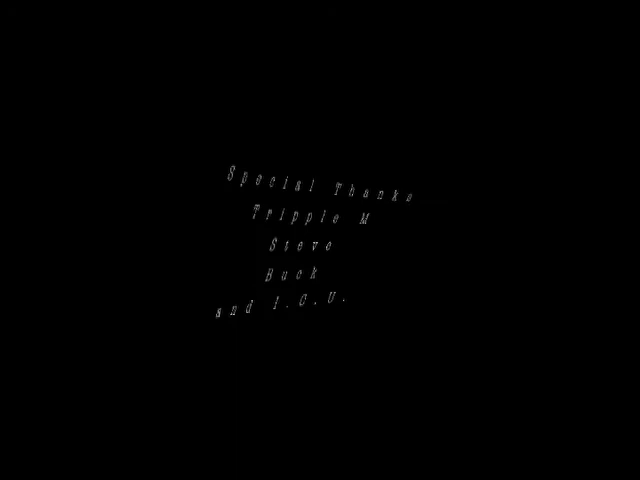 Special Thanks
Tripple M
Steve
Buck
and I.C.U.